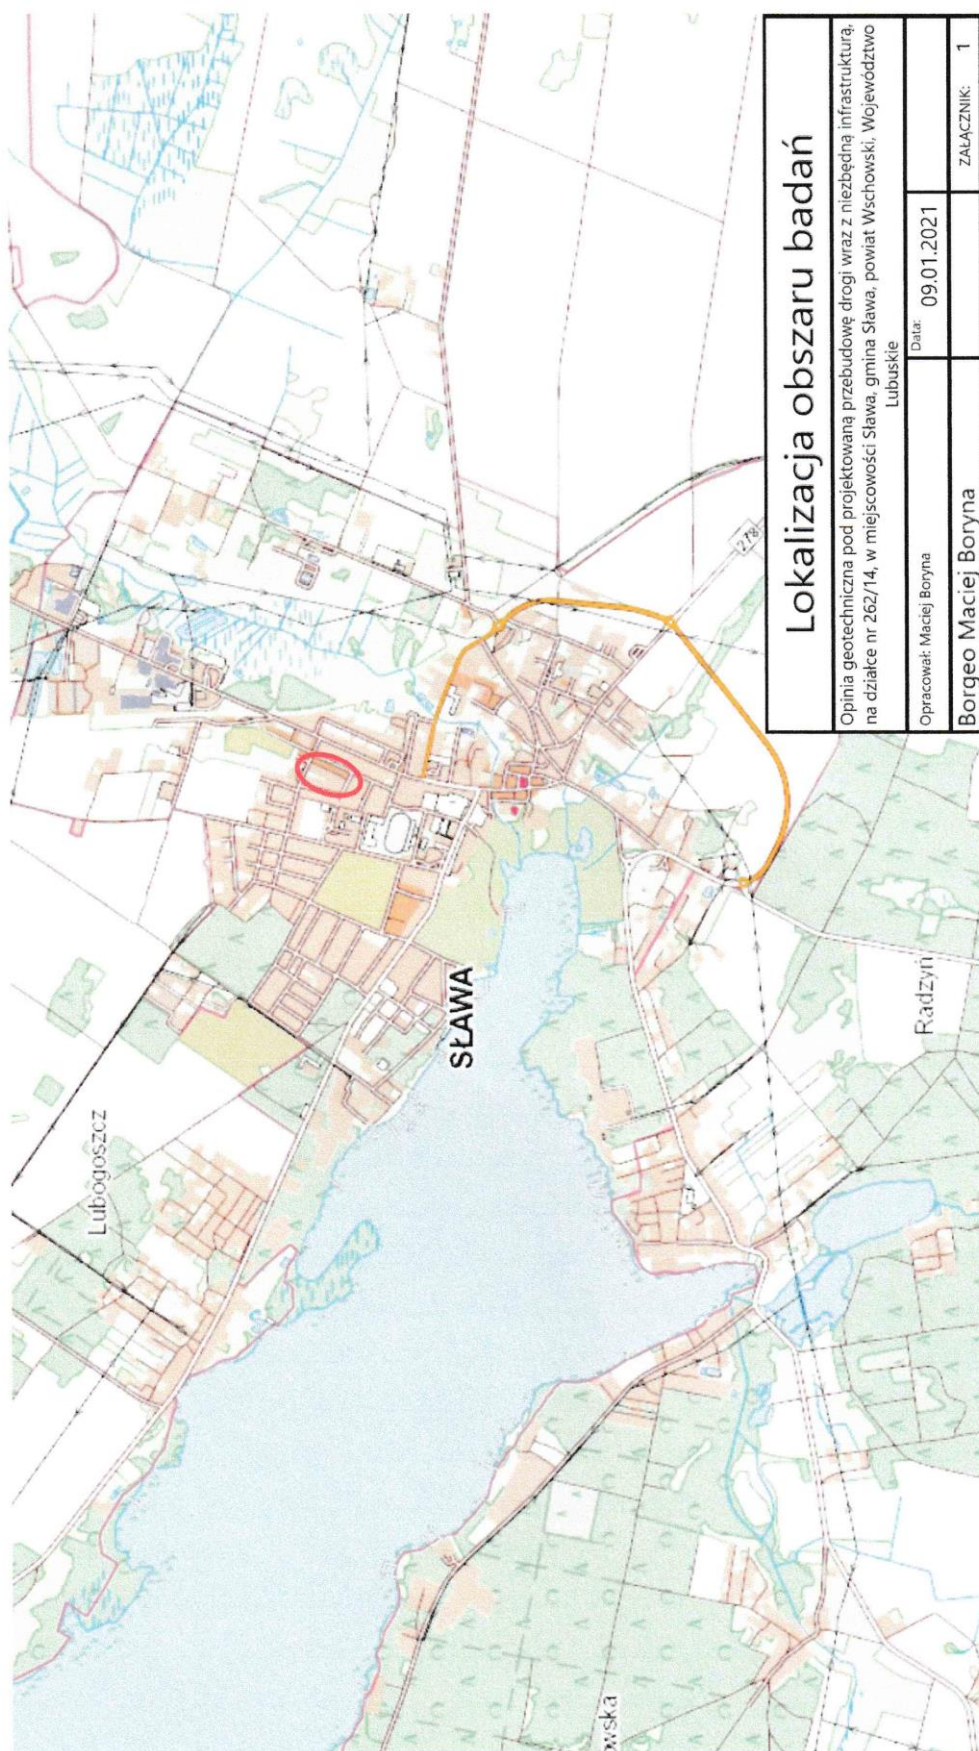 Lubogoszcz
SŁAWA
Radzyń
owska
278
Lokalizacja obszaru badań
Opinia geotechniczna pod projektowaną przebudowę drogi wraz z niezbędną infrastrukturą,
na działce nr 262/14, w miejscowości Sława, gmina Sława, powiat Wschowski, Województwo
Lubuskie
Opracował: Maciej Boryna
Data: 09.01.2021
Borgeo Maciej Boryna
ZAŁĄCZNIK: 1